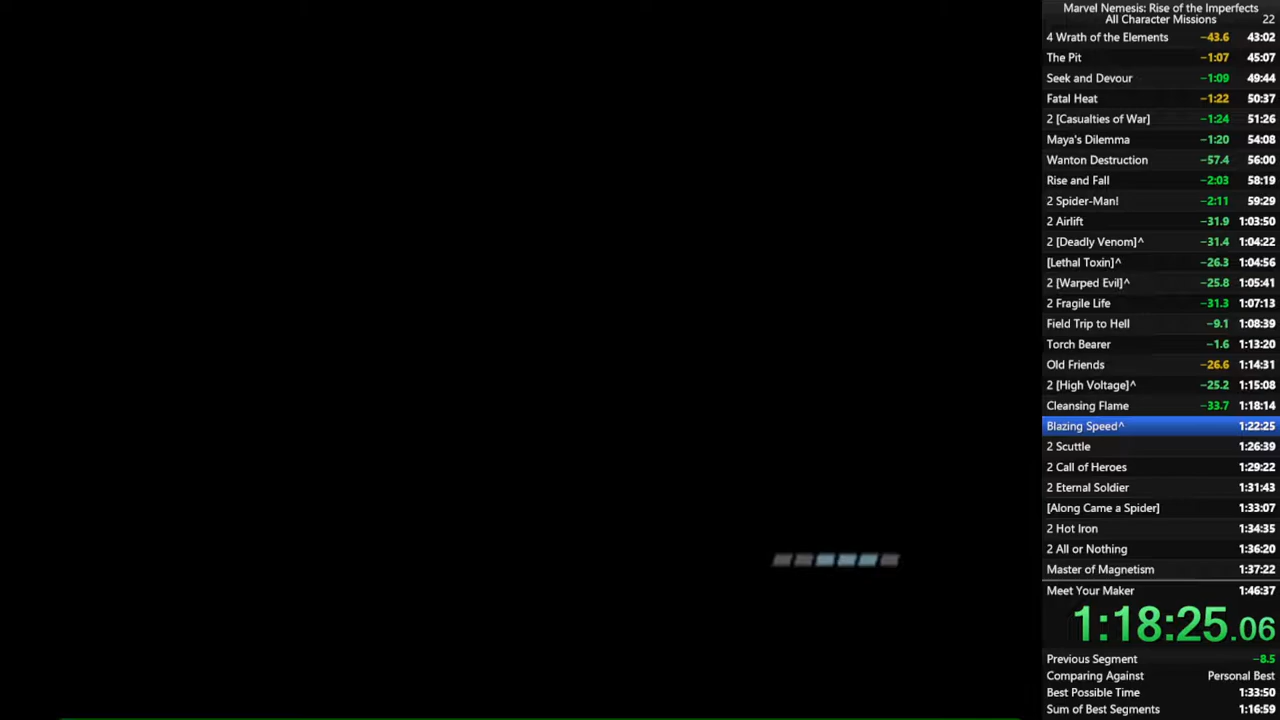 Marvel Nemesis: Rise of the Imperfects
All Character Missions 22
4 Wrath of the Elements −43.6 43:02
The Pit −1:07 45:07
Seek and Devour −1:09 49:44
Fatal Heat −1:22 50:37
2 [Casualties of War] −1:24 51:26
Maya's Dilemma −1:20 54:08
Wanton Destruction −57.4 56:00
Rise and Fall −2:03 58:19
2 Spider-Man! −2:11 59:29
2 Airlift −31.9 1:03:50
2 [Deadly Venom]^ −31.4 1:04:22
[Lethal Toxin]^ −26.3 1:04:56
2 [Warped Evil]^ −25.8 1:05:41
2 Fragile Life −31.3 1:07:13
Field Trip to Hell −9.1 1:08:39
Torch Bearer −1.6 1:13:20
Old Friends −26.6 1:14:31
2 [High Voltage]^ −25.2 1:15:08
Cleansing Flame −33.7 1:18:14
Blazing Speed^ 1:22:25
2 Scuttle 1:26:39
2 Call of Heroes 1:29:22
2 Eternal Soldier 1:31:43
[Along Came a Spider] 1:33:07
2 Hot Iron 1:34:35
2 All or Nothing 1:36:20
Master of Magnetism 1:37:22
Meet Your Maker 1:46:37
1:18:25.06
Previous Segment −8.5
Comparing Against Personal Best
Best Possible Time 1:33:50
Sum of Best Segments 1:16:59